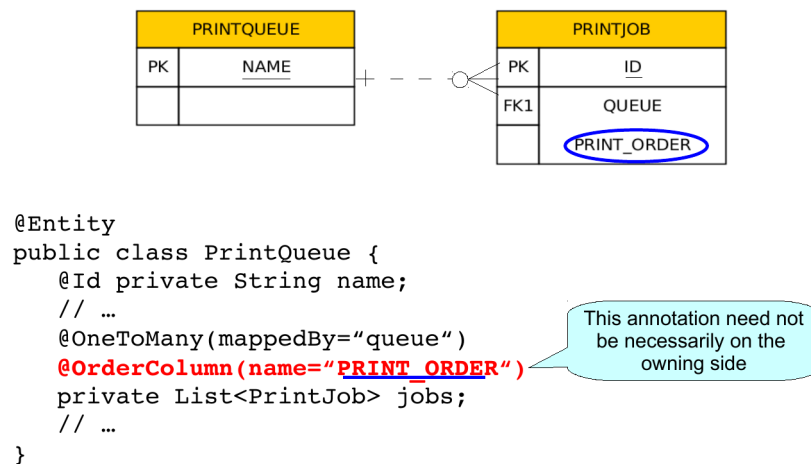 PRINTQUEUE
PK NAME
PRINTJOB
PK ID
FK1 QUEUE
PRINT_ORDER
@Entity
public class PrintQueue {
@Id private String name;
// …
@OneToMany(mappedBy=“queue“)
@OrderColumn(name=“PRINT_ORDER“)
private List<PrintJob> jobs;
// …
}
This annotation need not
be necessarily on the
owning side